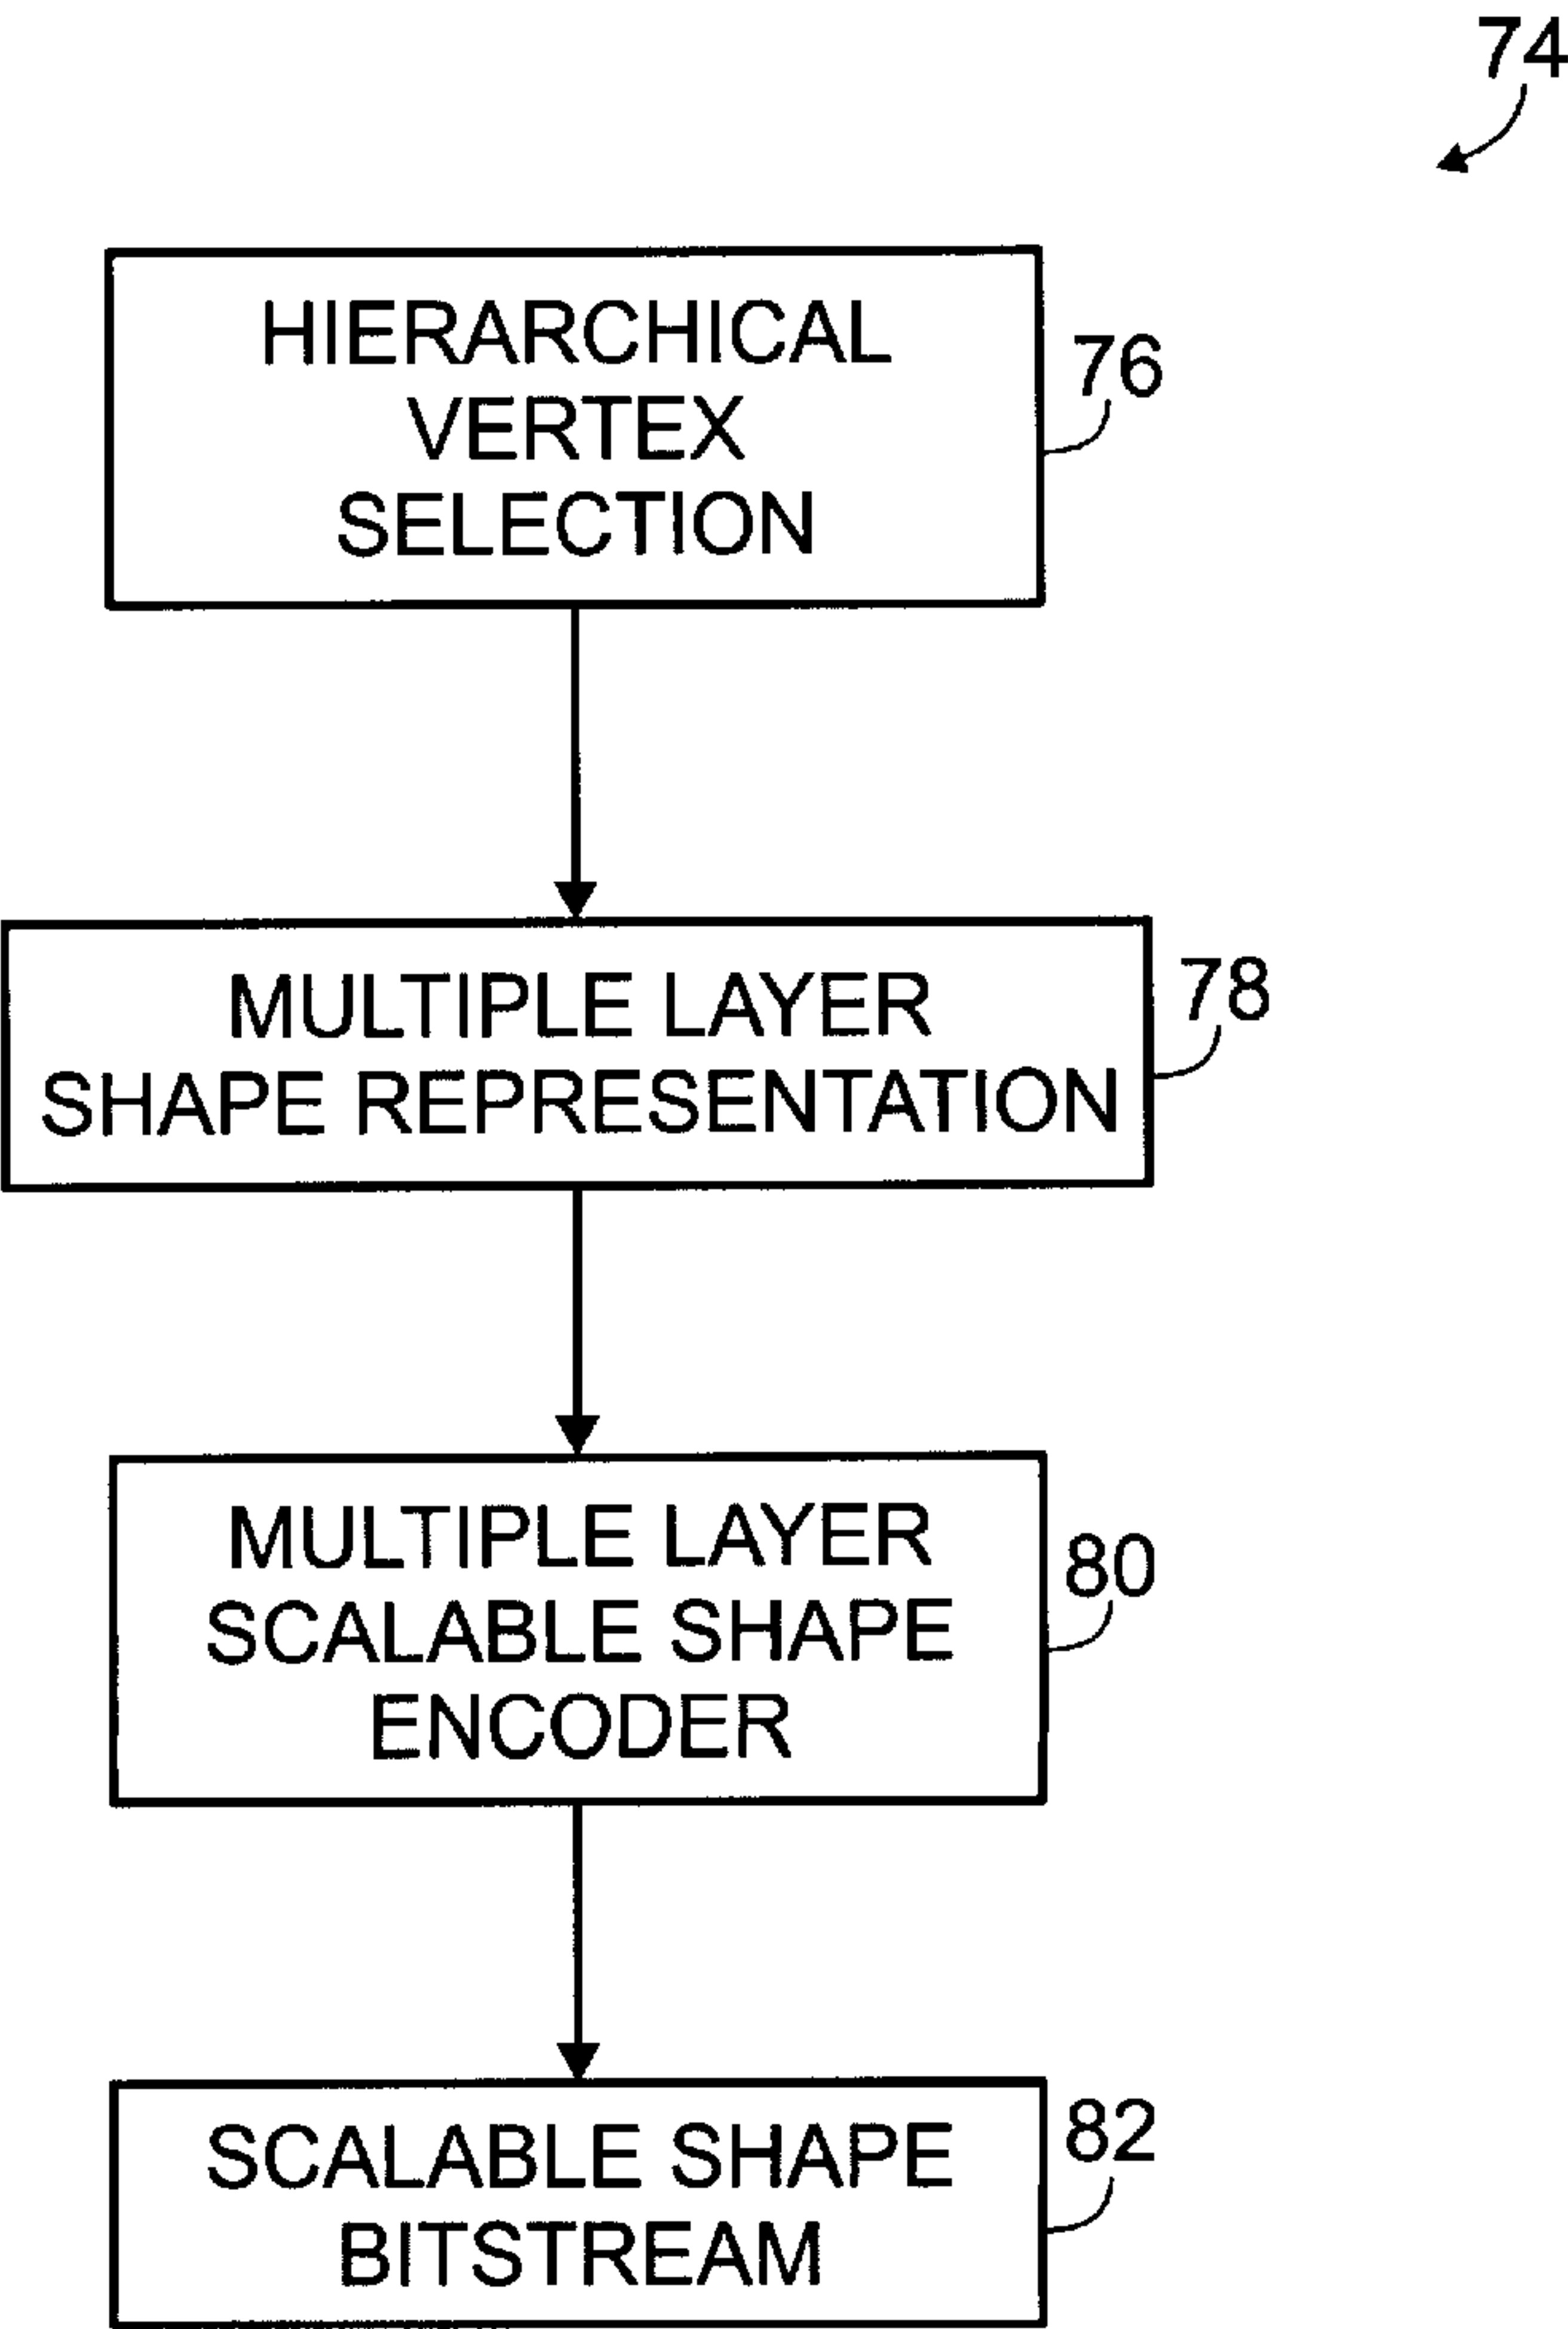 74
HIERARCHICAL
VERTEX
SELECTION
76
MULTIPLE LAYER
SHAPE REPRESENTATION
78
MULTIPLE LAYER
SCALABLE SHAPE
ENCODER
80
SCALABLE SHAPE
BITSTREAM
82